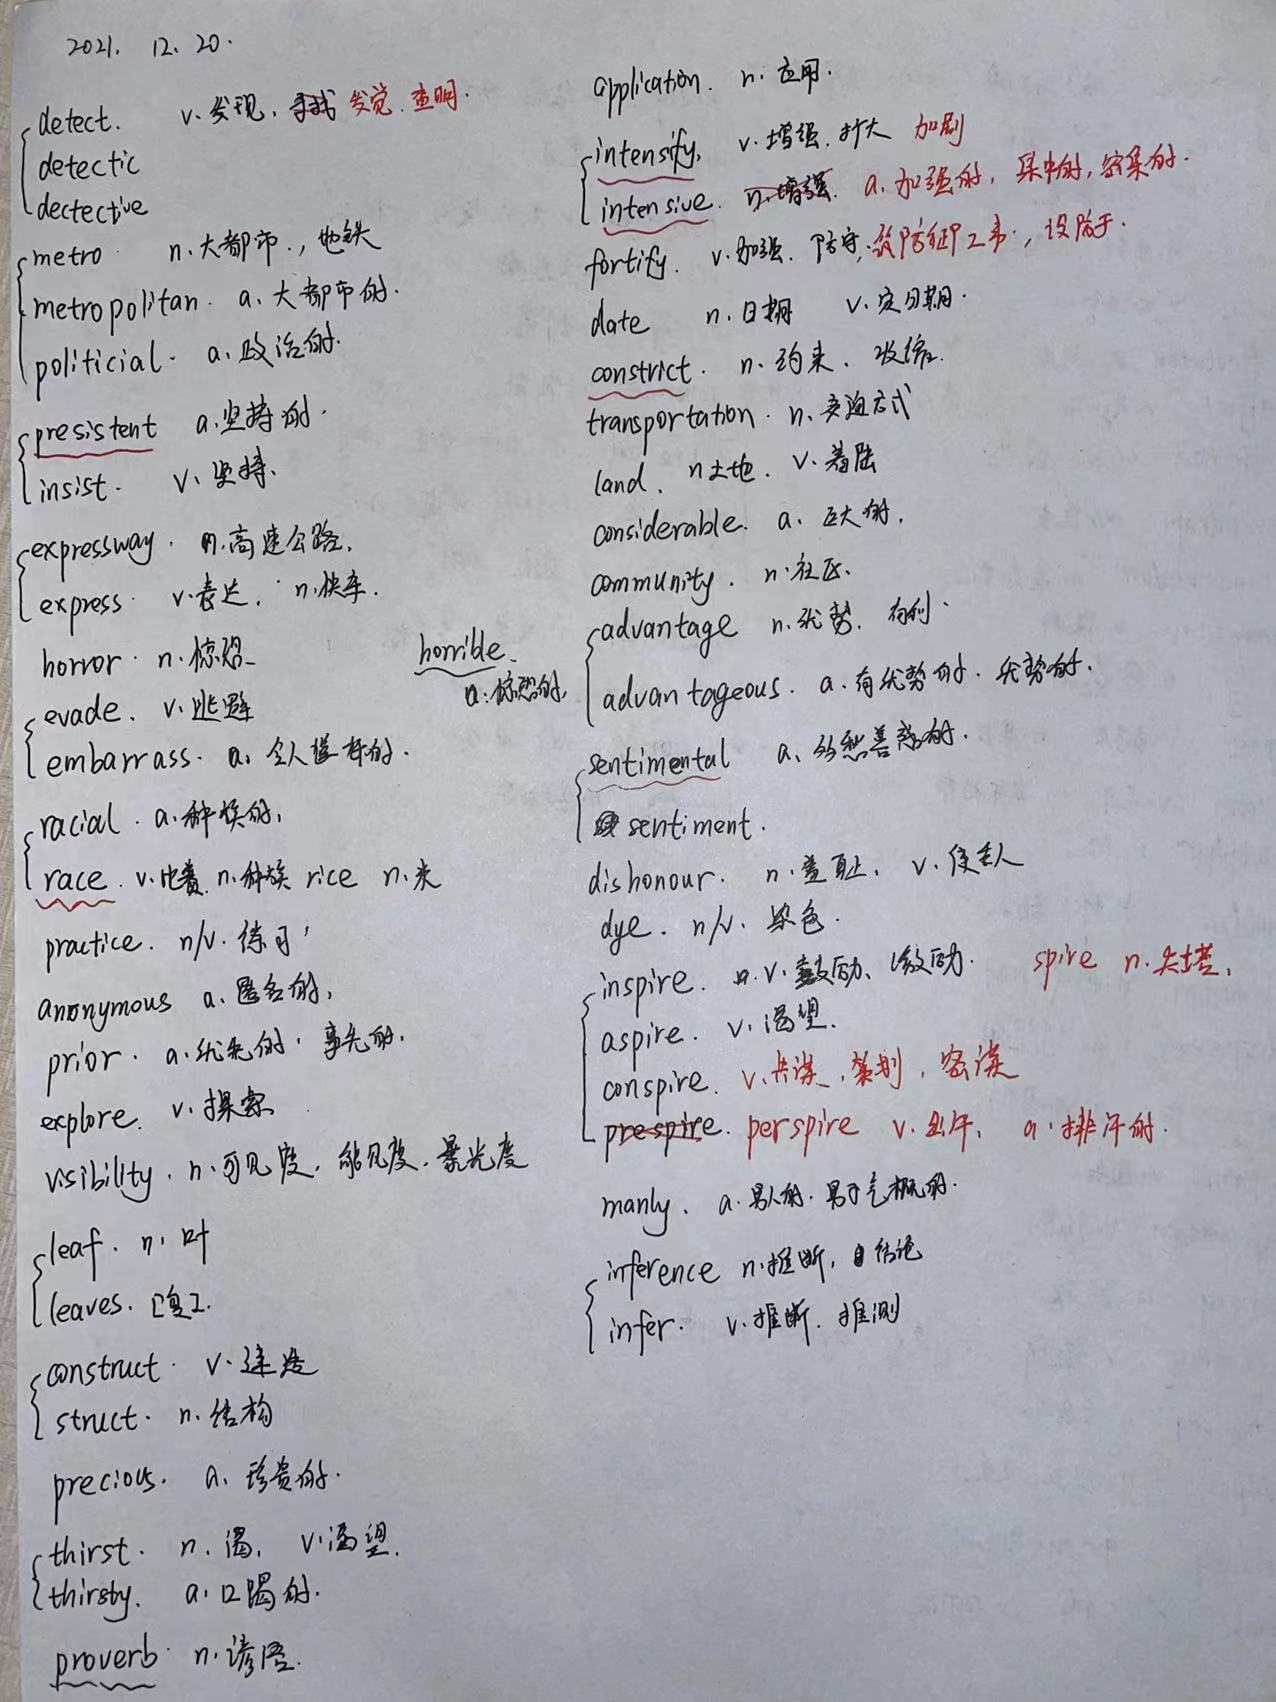 2021. 12. 20.
detect. v. 发现, 寻找 发觉. 查明.
detectic
dectective
metro n. 大都市, 地铁
metropolitan. a. 大都市的.
politicial. a. 政治的.
presistent a. 坚持的.
insist. v. 坚持.
expressway. n. 高速公路.
express v. 表达. n. 快车.
horror. n. 惊恐 horrible. a. 惊恐的,
evade. v. 逃避
embarrass. a. 令人尴尬的.
racial. a. 种族的,
race. v. 比赛. n. 种族 rice n. 米
practice. n/v. 练习
anonymous a. 匿名的,
prior. a. 优先的. 事先的.
explore. v. 探索
visibility. n. 可见度, 能见度. 暴光度
leaf. n. 叶
leaves. [复].
construct. v. 建造
struct. n. 结构
precious. a. 珍贵的.
thirst. n. 渴, v. 渴望.
thirsty. a. 口渴的.
proverb n. 谚语.
application. n. 应用.
intensify. v. 增强. 扩大 加剧
intensive. n. 增强 a. 加强的, 集中的, 密集的.
fortify. v. 加强. 防守, 筑防御工事, 设防于.
date n. 日期 v. 定日期.
constrict. n. 约束. 收缩.
transportation. n. 交通方式
land. n 土地. v. 着陆
considerable. a. 巨大的.
community. n. 社区.
advantage n. 优势. 有利.
advantageous. a. 有优势的. 优势的.
sentimental a. 多愁善感的.
sentiment.
dishonour. n. 羞耻. v. 使丢人
dye. n/v. 染色.
inspire. n. v. 鼓励、激励. spire n. 尖塔,
aspire. v. 渴望.
conspire. v. 共谋, 策划, 密谋
prespire. perspire v. 出汗, a. 排汗的.
manly. a. 男人的. 男子气概的.
inference n. 推断, 结论
infer. v. 推断. 推测